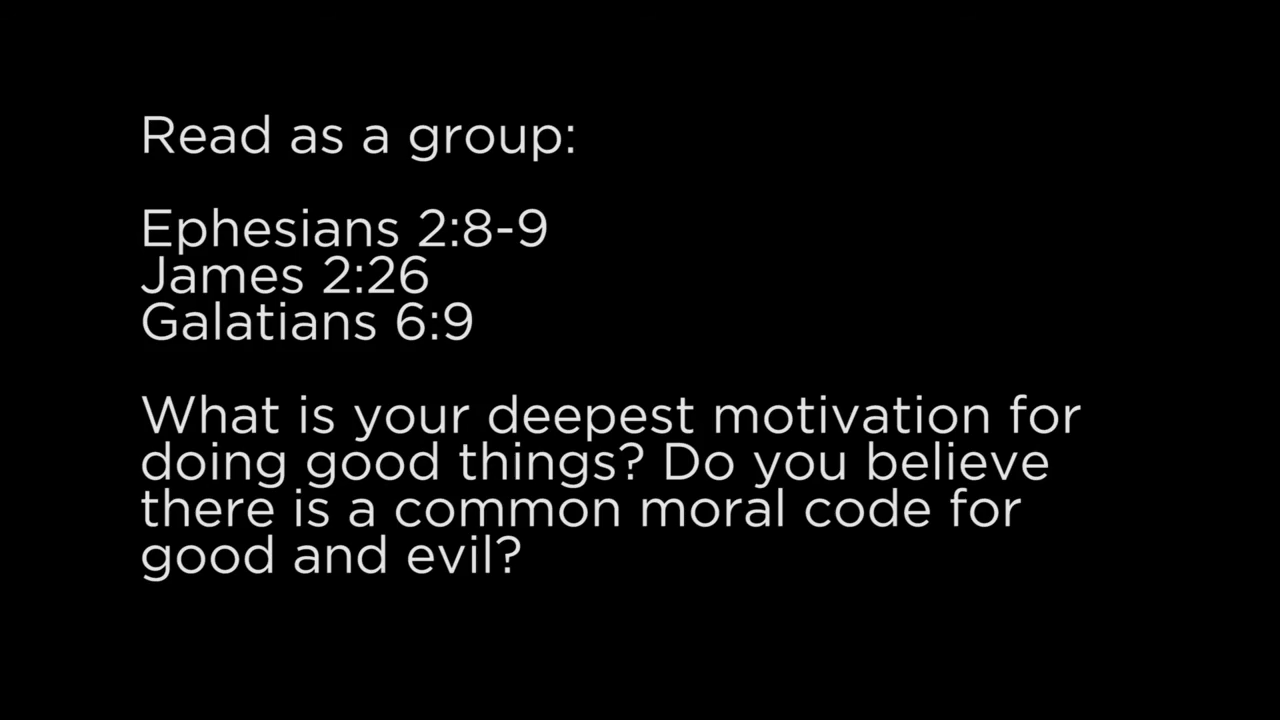 Read as a group:
Ephesians 2:8-9
James 2:26
Galatians 6:9
What is your deepest motivation for
doing good things? Do you believe
there is a common moral code for
good and evil?